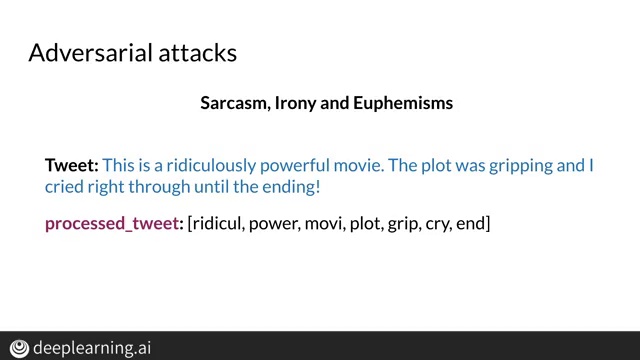 Adversarial attacks
Sarcasm, Irony and Euphemisms
Tweet: This is a ridiculously powerful movie. The plot was gripping and I
cried right through until the ending!
processed_tweet: [ridicul, power, movi, plot, grip, cry, end]
deeplearning.ai